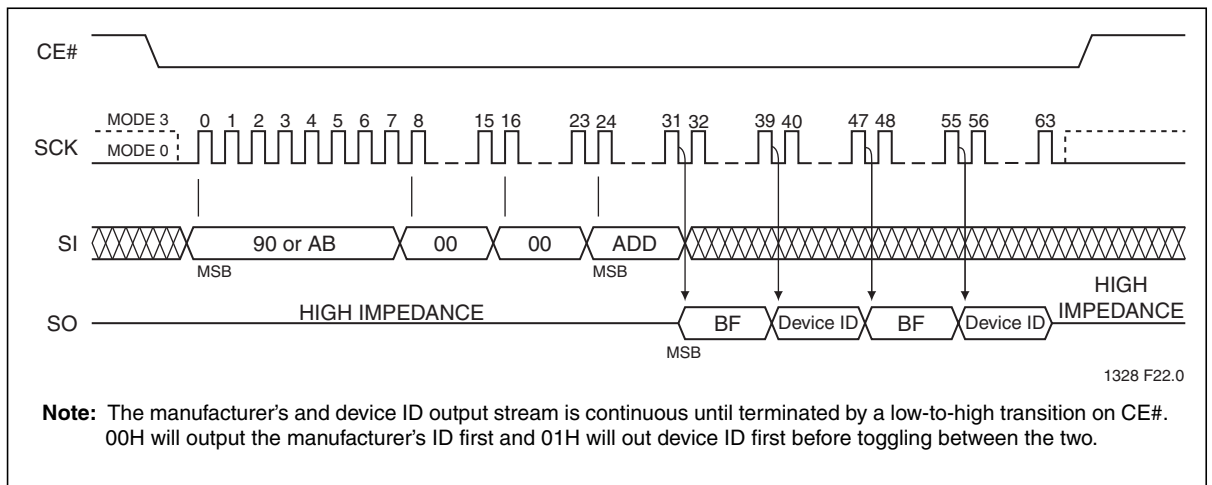 CE#
MODE 3 0 1 2 3 4 5 6 7 8 15 16 23 24 31 32 39 40 47 48 55 56 63
SCK MODE 0
SI 90 or AB 00 00 ADD
MSB MSB
HIGH
SO HIGH IMPEDANCE BF Device ID BF Device ID IMPEDANCE
MSB
1328 F22.0
Note: The manufacturer's and device ID output stream is continuous until terminated by a low-to-high transition on CE#.
00H will output the manufacturer's ID first and 01H will out device ID first before toggling between the two.